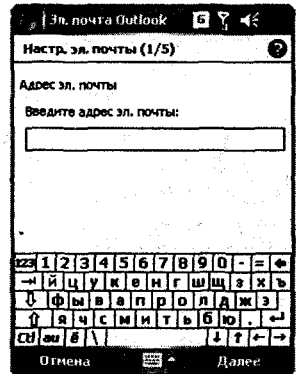 Эл. почта Outlook
Настр. эл. почты (1/5)
Адрес эл. почты
Введите адрес эл. почты:
123 1 2 3 4 5 6 7 8 9 0 - =
й ц у к е н г ш щ з х ъ
ф ы в а п р о л д ж э
я ч с м и т ь б ю .
Ctl аш ё \
Отмена Далее